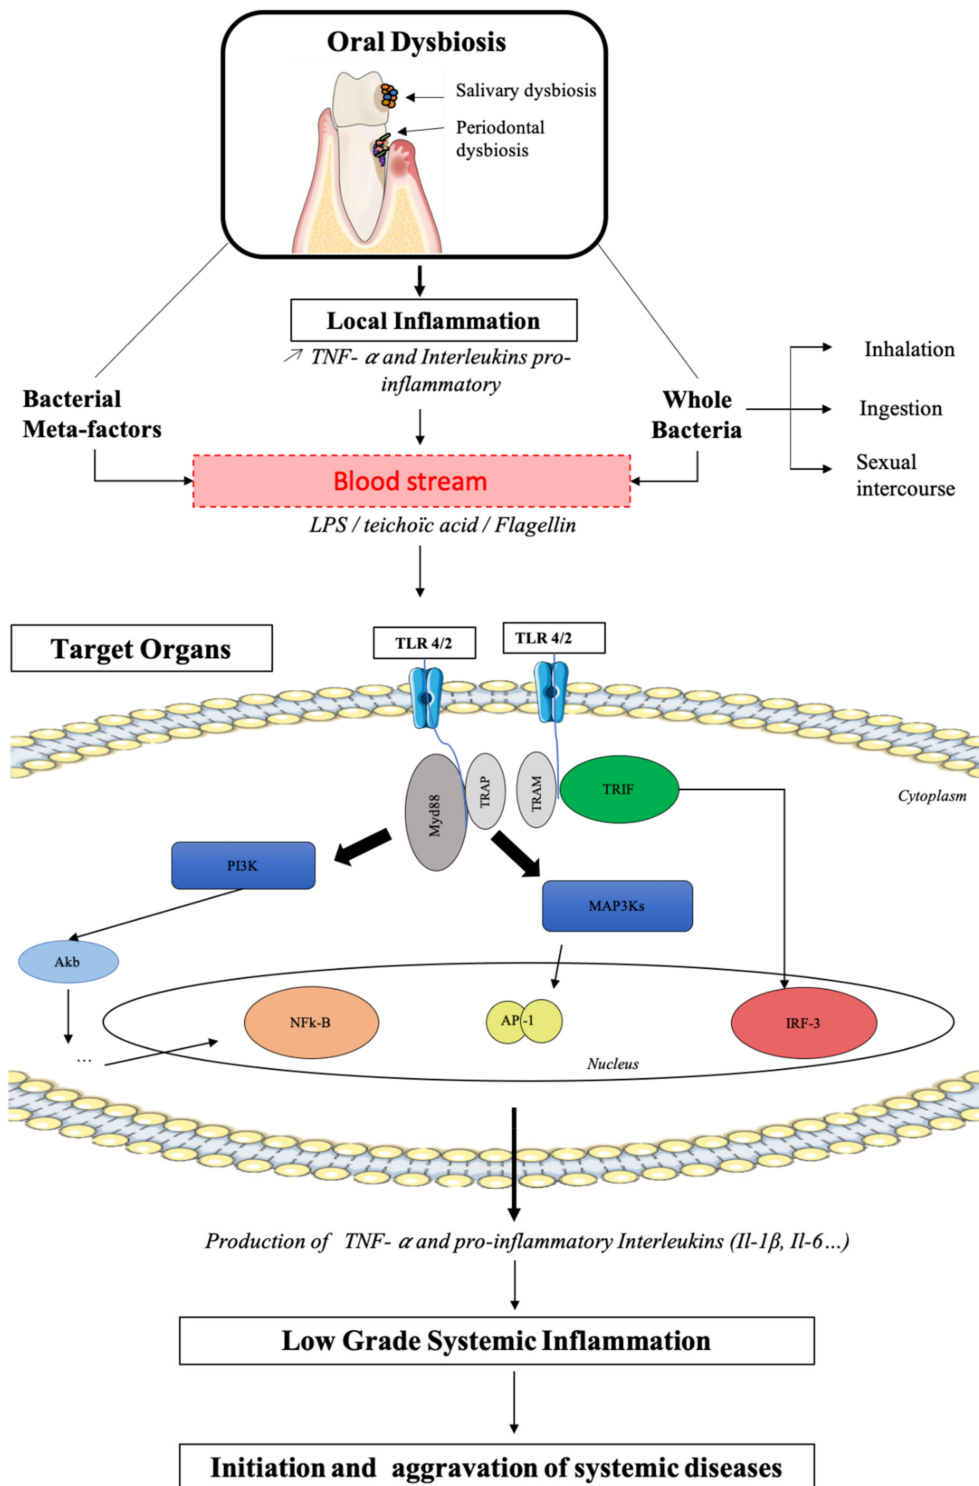 Oral Dysbiosis
Salivary dysbiosis
Periodontal
dysbiosis
Local Inflammation
↗ TNF- α and Interleukins pro-
inflammatory
Bacterial
Meta-factors
Whole
Bacteria
Inhalation
Ingestion
Sexual
intercourse
Blood stream
LPS / teichoïc acid / Flagellin
Target Organs
TLR 4/2
TLR 4/2
Myd88
TRAP
TRAM
TRIF
Cytoplasm
PI3K
MAP3Ks
Akb
NFk-B
AP-1
IRF-3
...
Nucleus
Production of TNF- α and pro-inflammatory Interleukins (Il-1β, Il-6...)
Low Grade Systemic Inflammation
Initiation and aggravation of systemic diseases